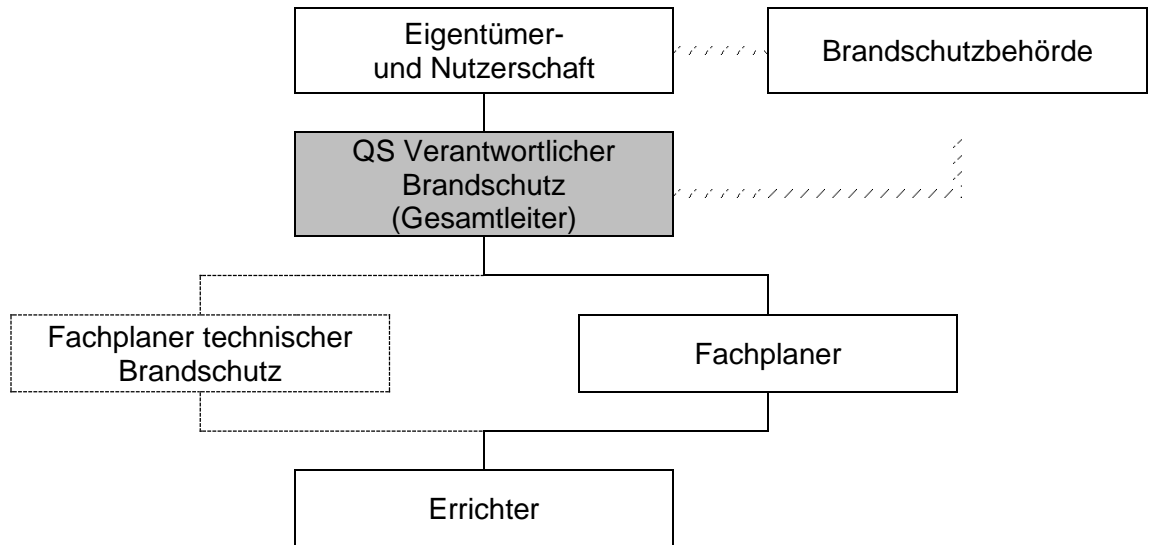 Eigentümer-
und Nutzerschaft
Brandschutzbehörde
QS Verantwortlicher
Brandschutz
(Gesamtleiter)
Fachplaner technischer
Brandschutz
Fachplaner
Errichter